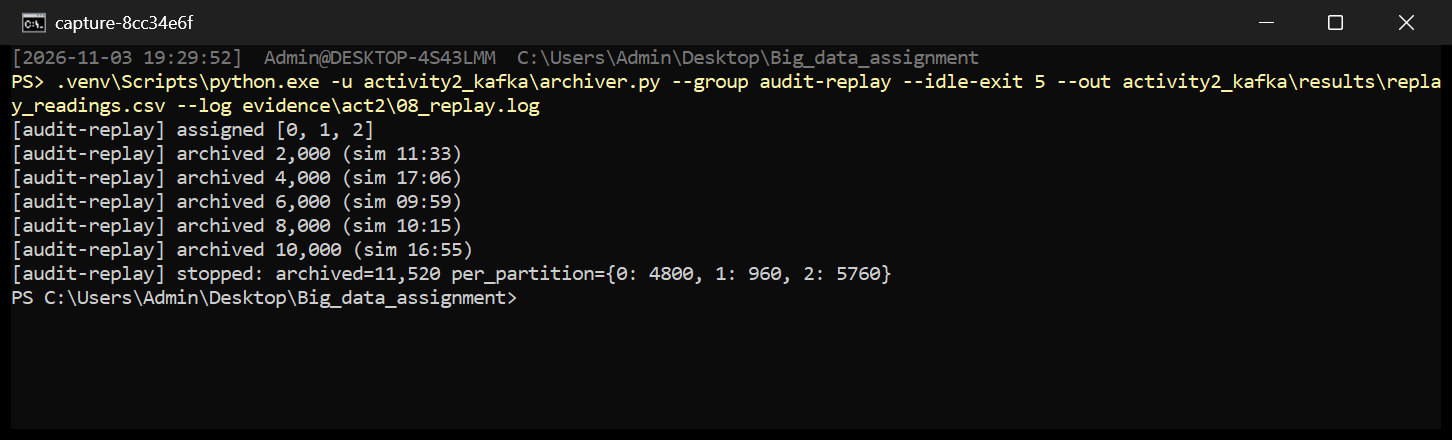 capture-8cc34e6f
[2026-11-03 19:29:52]  Admin@DESKTOP-4S43LMM  C:\Users\Admin\Desktop\Big_data_assignment
PS> .venv\Scripts\python.exe -u activity2_kafka\archiver.py --group audit-replay --idle-exit 5 --out activity2_kafka\results\repla
y_readings.csv --log evidence\act2\08_replay.log
[audit-replay] assigned [0, 1, 2]
[audit-replay] archived 2,000 (sim 11:33)
[audit-replay] archived 4,000 (sim 17:06)
[audit-replay] archived 6,000 (sim 09:59)
[audit-replay] archived 8,000 (sim 10:15)
[audit-replay] archived 10,000 (sim 16:55)
[audit-replay] stopped: archived=11,520 per_partition={0: 4800, 1: 960, 2: 5760}
PS C:\Users\Admin\Desktop\Big_data_assignment>